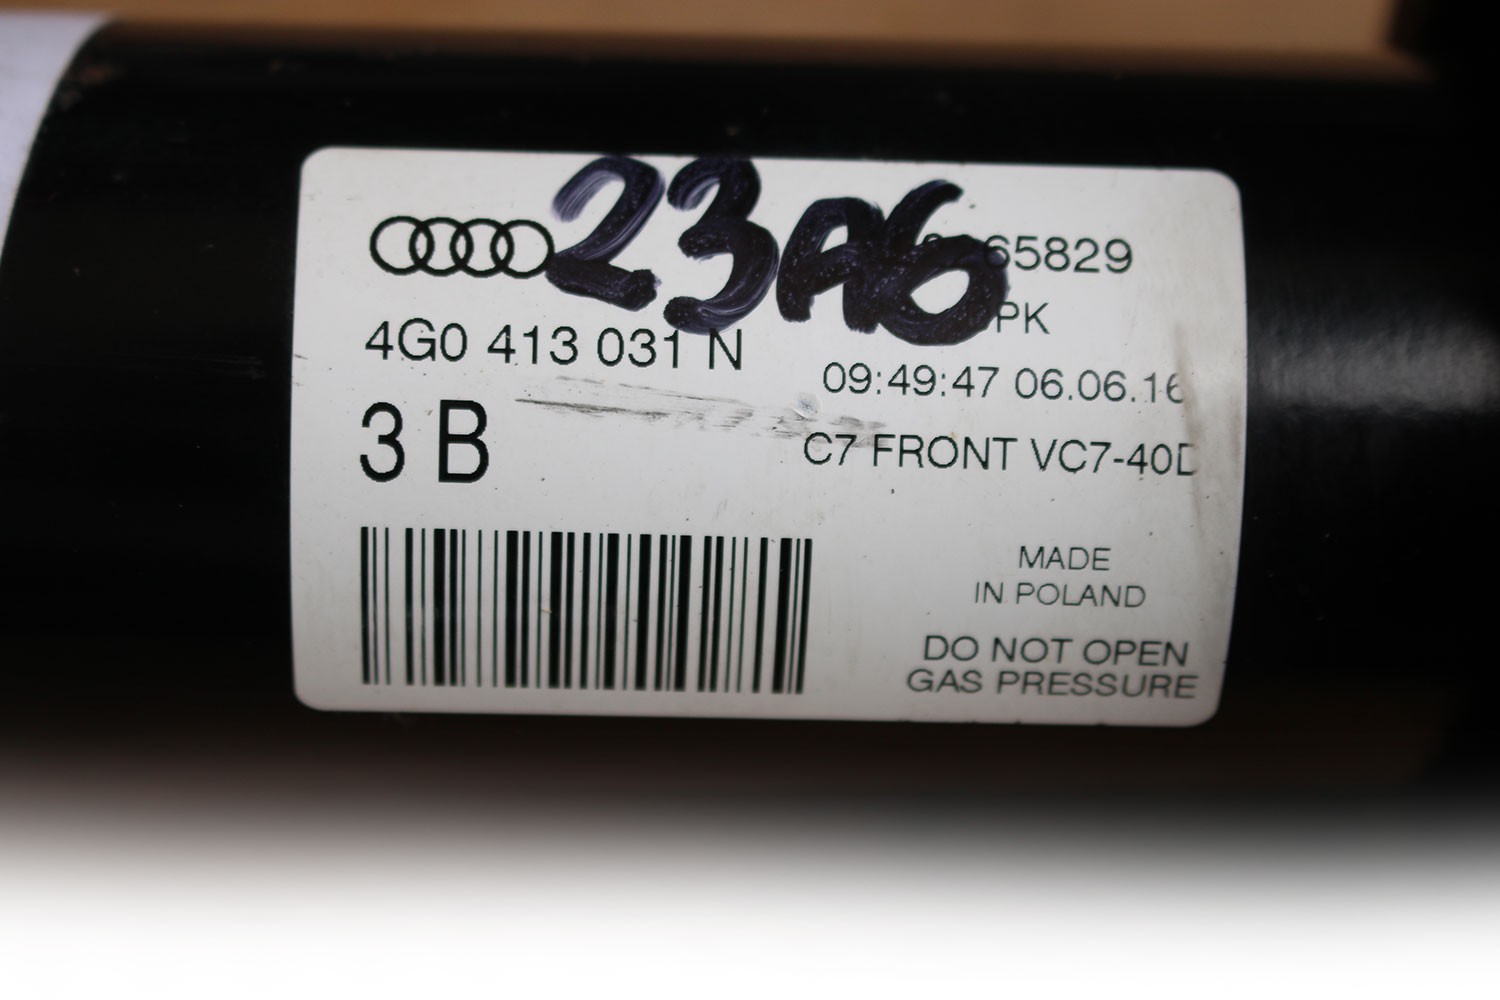 23A6
65829
4G0 413 031 N
PK
09:49:47 06.06.16
3 B
C7 FRONT VC7-40D
MADE
IN POLAND
DO NOT OPEN
GAS PRESSURE